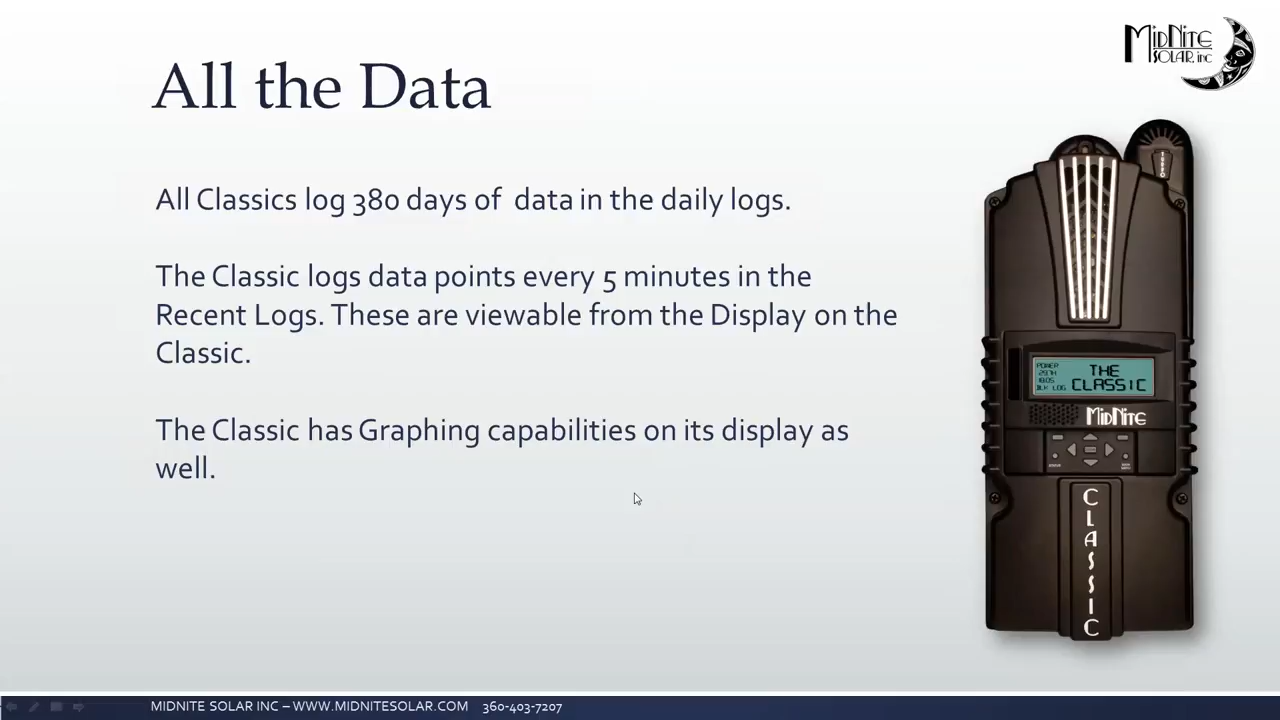 MidNite
SOLAR, inc
All the Data
All Classics log 380 days of data in the daily logs.
The Classic logs data points every 5 minutes in the
Recent Logs. These are viewable from the Display on the
Classic.
The Classic has Graphing capabilities on its display as
well.
POWER
THE
CLASSIC
MidNite
CLASSIC
MIDNITE SOLAR INC – WWW.MIDNITESOLAR.COM 360-403-7207